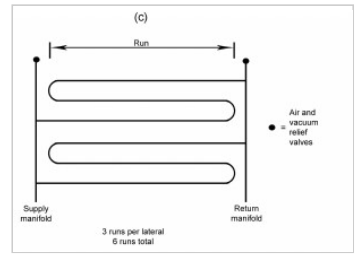 (c)
Run
Air and
vacuum
relief
valves
=
Supply
manifold
Return
manifold
3 runs per lateral
6 runs total